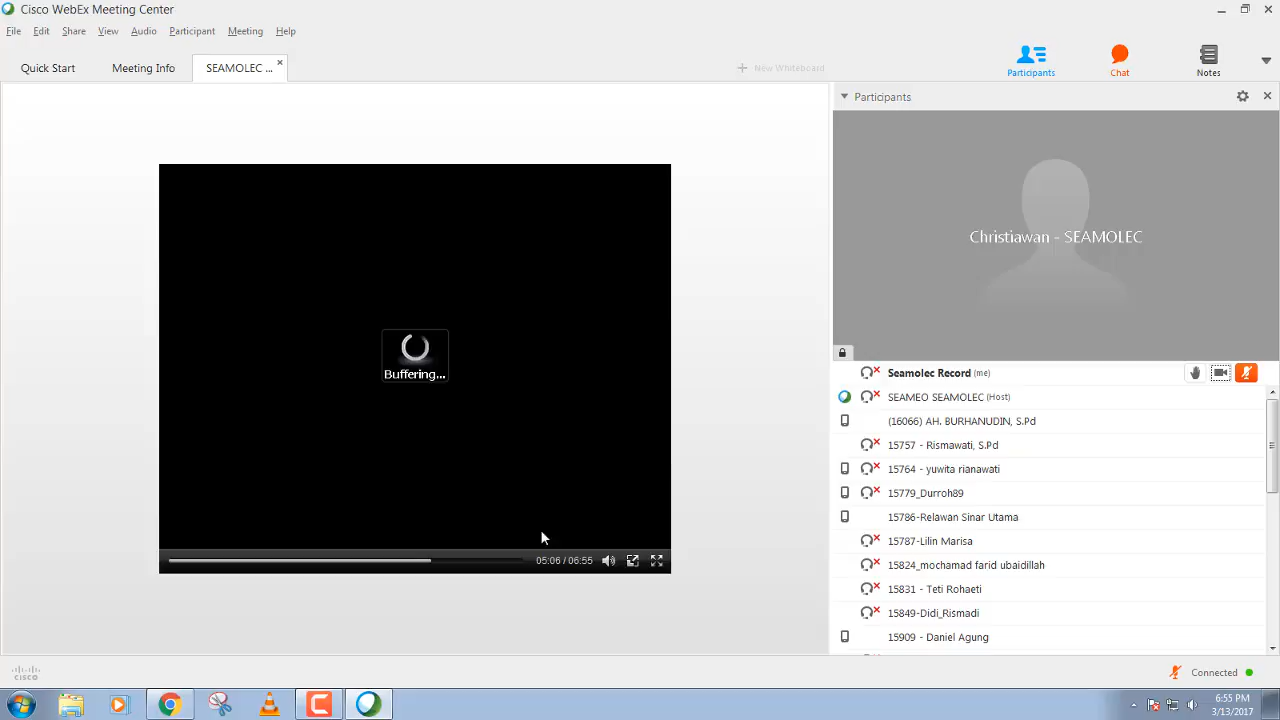 Cisco WebEx Meeting Center
File Edit Share View Audio Participant Meeting Help
Quick Start Meeting Info SEAMOLEC ... New Whiteboard Participants Chat Notes
Participants
Christiawan - SEAMOLEC
Buffering...
05:06 / 06:55
Seamolec Record (me)
SEAMEO SEAMOLEC (Host)
(16066) AH. BURHANUDIN, S.Pd
15757 - Rismawati, S.Pd
15764 - yuwita rianawati
15779_Durroh89
15786-Relawan Sinar Utama
15787-Lilin Marisa
15824_mochamad farid ubaidillah
15831 - Teti Rohaeti
15849-Didi_Rismadi
15909 - Daniel Agung
CISCO
Connected
6:55 PM
3/13/2017